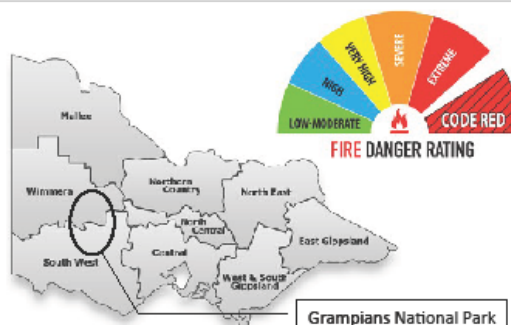 LOW-MODERATE
HIGH
VERY HIGH
SEVERE
EXTREME
CODE RED
FIRE DANGER RATING
Mallee
Wimmera
Northern
Country
North East
North
Central
South West
Central
East Gippsland
West & South
Gippsland
Grampians National Park